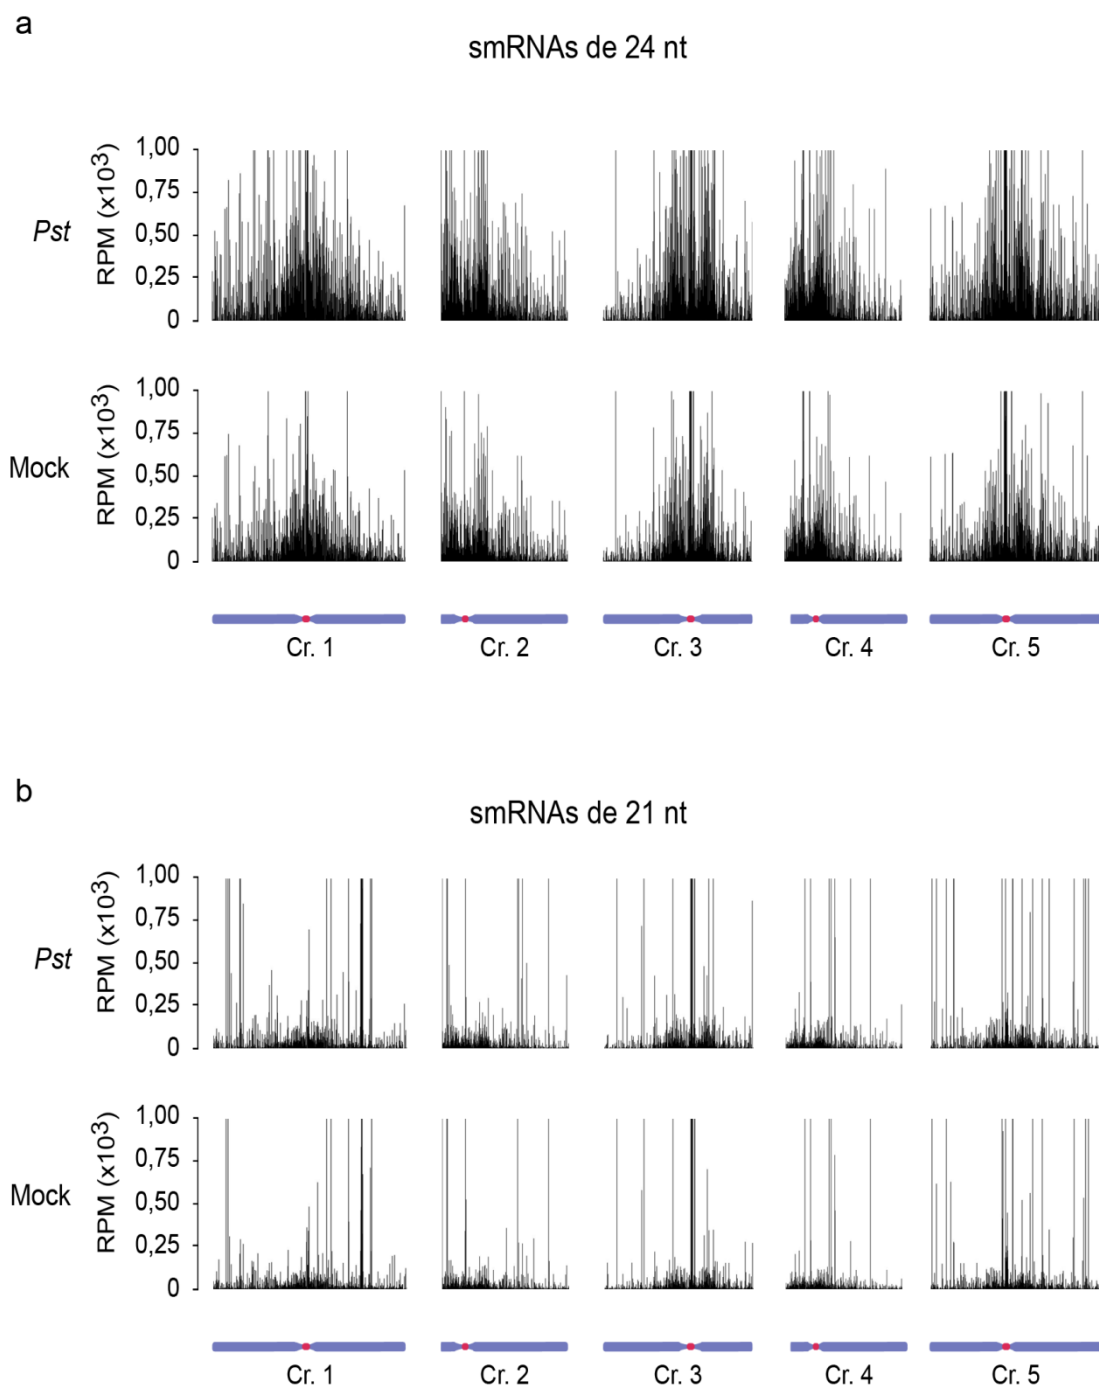 a
smRNAs de 24 nt
Pst
RPM (x10³)
1,00
0,75
0,50
0,25
0
Mock
RPM (x10³)
1,00
0,75
0,50
0,25
0
Cr. 1 Cr. 2 Cr. 3 Cr. 4 Cr. 5
b
smRNAs de 21 nt
Pst
RPM (x10³)
1,00
0,75
0,50
0,25
0
Mock
RPM (x10³)
1,00
0,75
0,50
0,25
0
Cr. 1 Cr. 2 Cr. 3 Cr. 4 Cr. 5